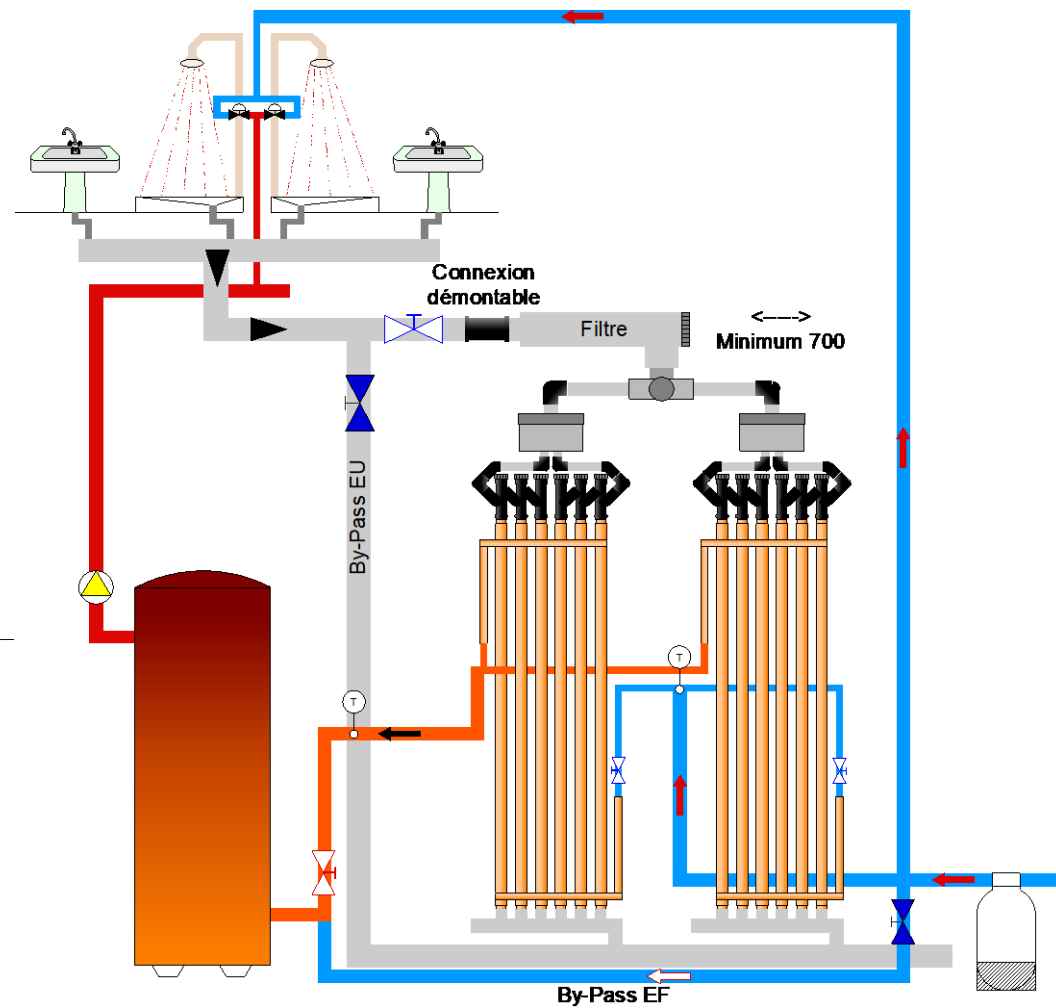 Connexion
démontable
Filtre
<----->
Minimum 700
By-Pass EU
T
T
By-Pass EF